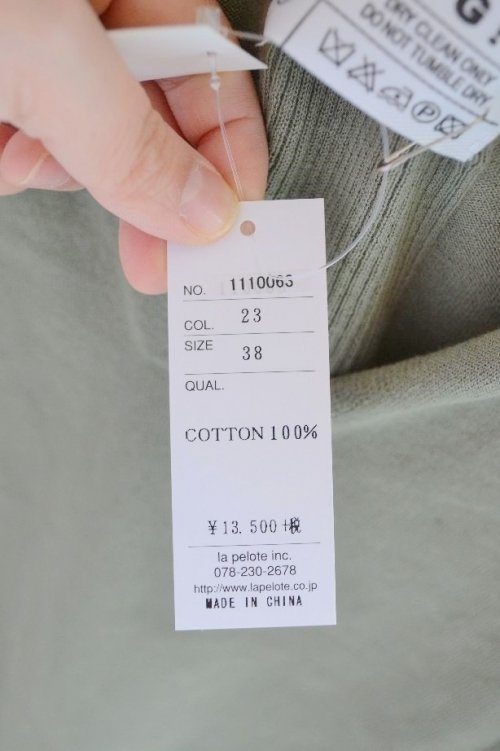 G!
DRY CLEAN ONLY
DO NOT TUMBLE DRY
P
NO. 1110063
COL. 23
SIZE 38
QUAL.
COTTON 100%
¥13,500+税
la pelote inc.
078-230-2678
http://www.lapelote.co.jp
MADE IN CHINA